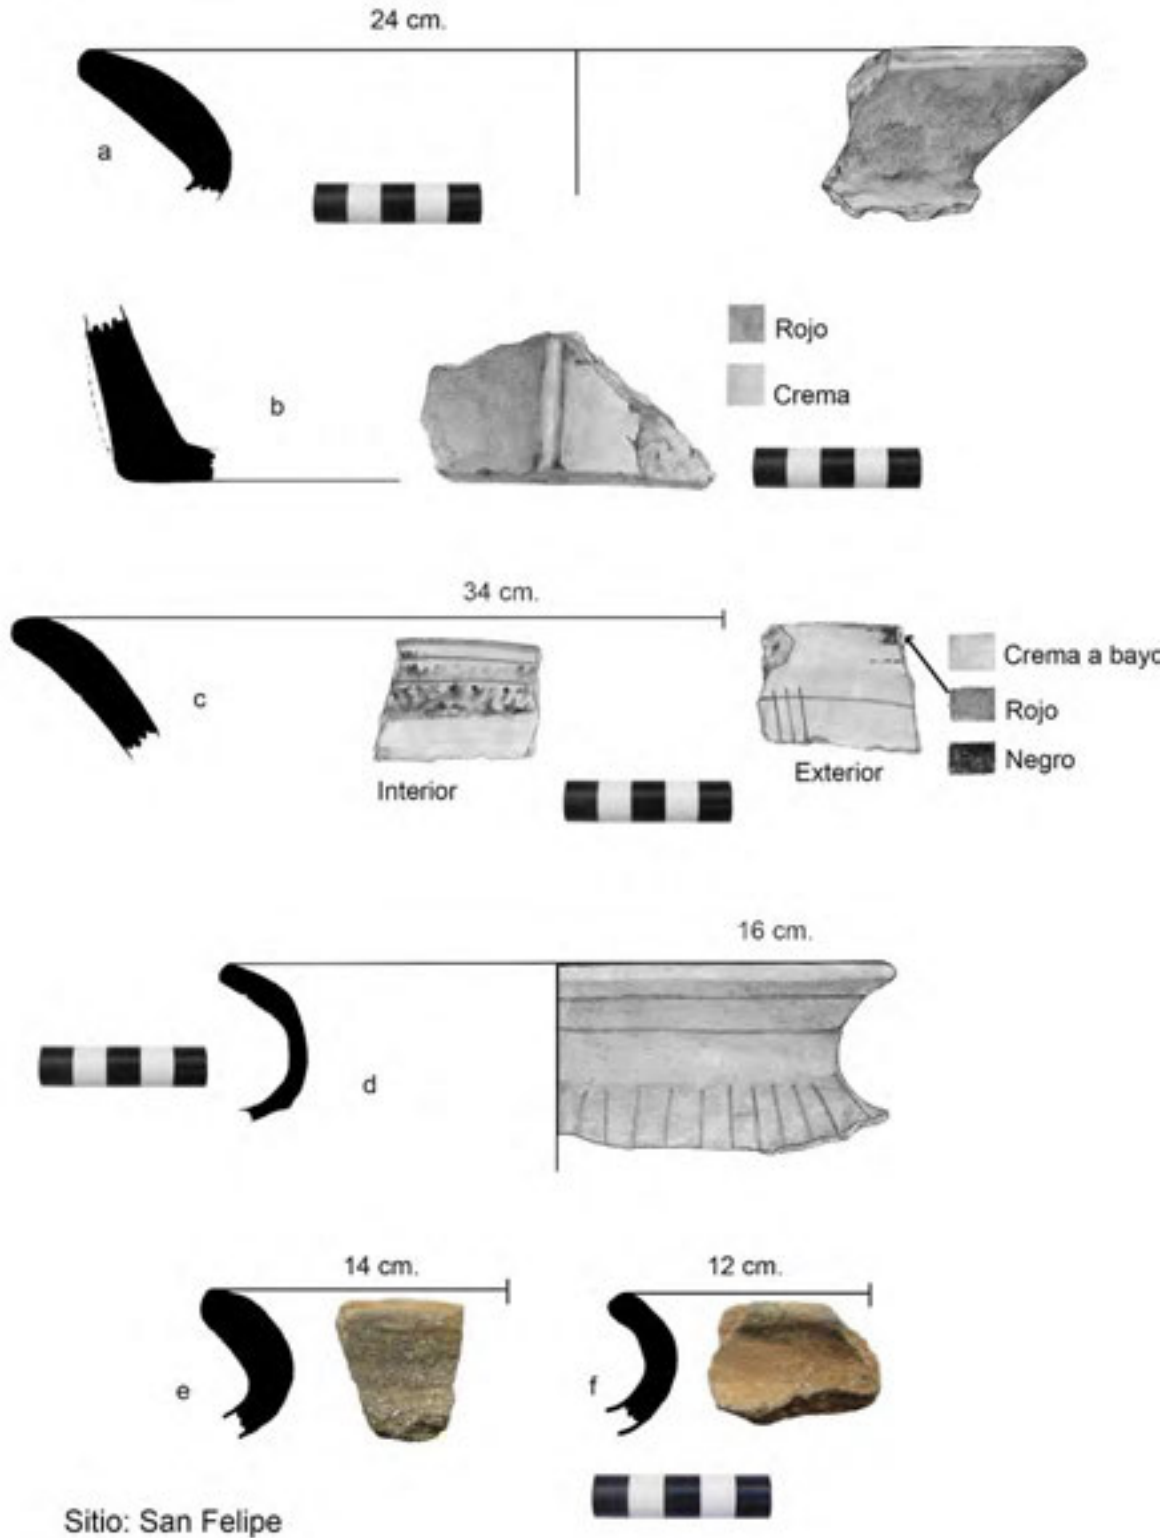 24 cm.
a
Rojo
b
Crema
34 cm.
Crema a bayo
c
Rojo
Negro
Interior
Exterior
16 cm.
d
14 cm.
12 cm.
e
f
Sitio: San Felipe